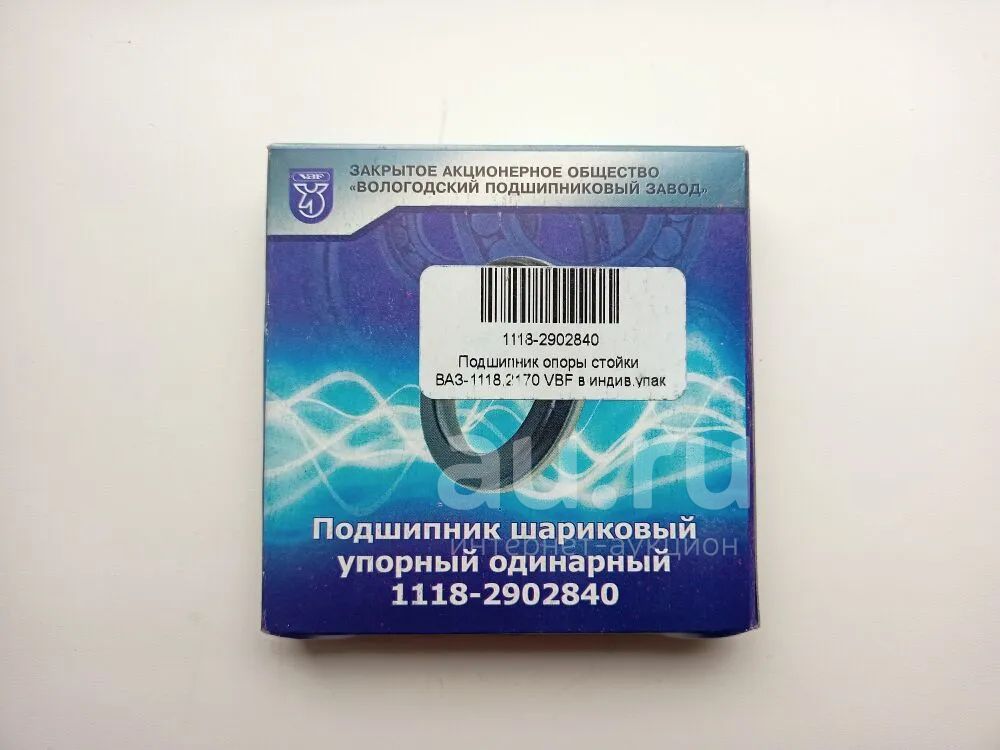 VBF
ЗАКРЫТОЕ АКЦИОНЕРНОЕ ОБЩЕСТВО
«ВОЛОГОДСКИЙ ПОДШИПНИКОВЫЙ ЗАВОД»
1118-2902840
Подшипник опоры стойки
ВАЗ-1118,2170 VBF в индив.упак
au.ru
интернет-аукцион
Подшипник шариковый
упорный одинарный
1118-2902840